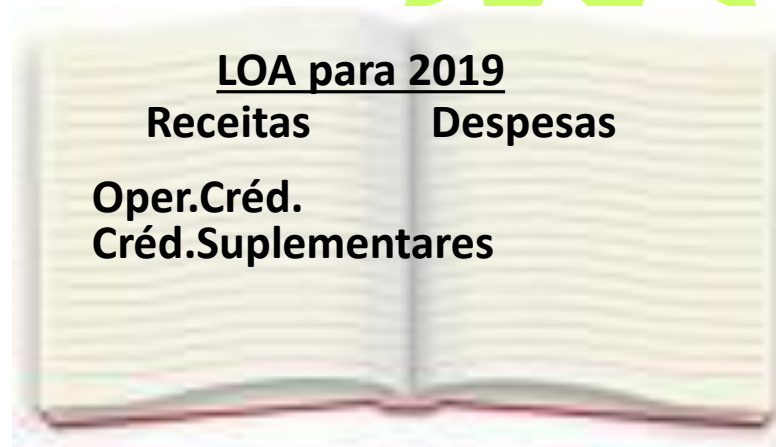 LOA para 2019
Receitas Despesas
Oper.Créd.
Créd.Suplementares